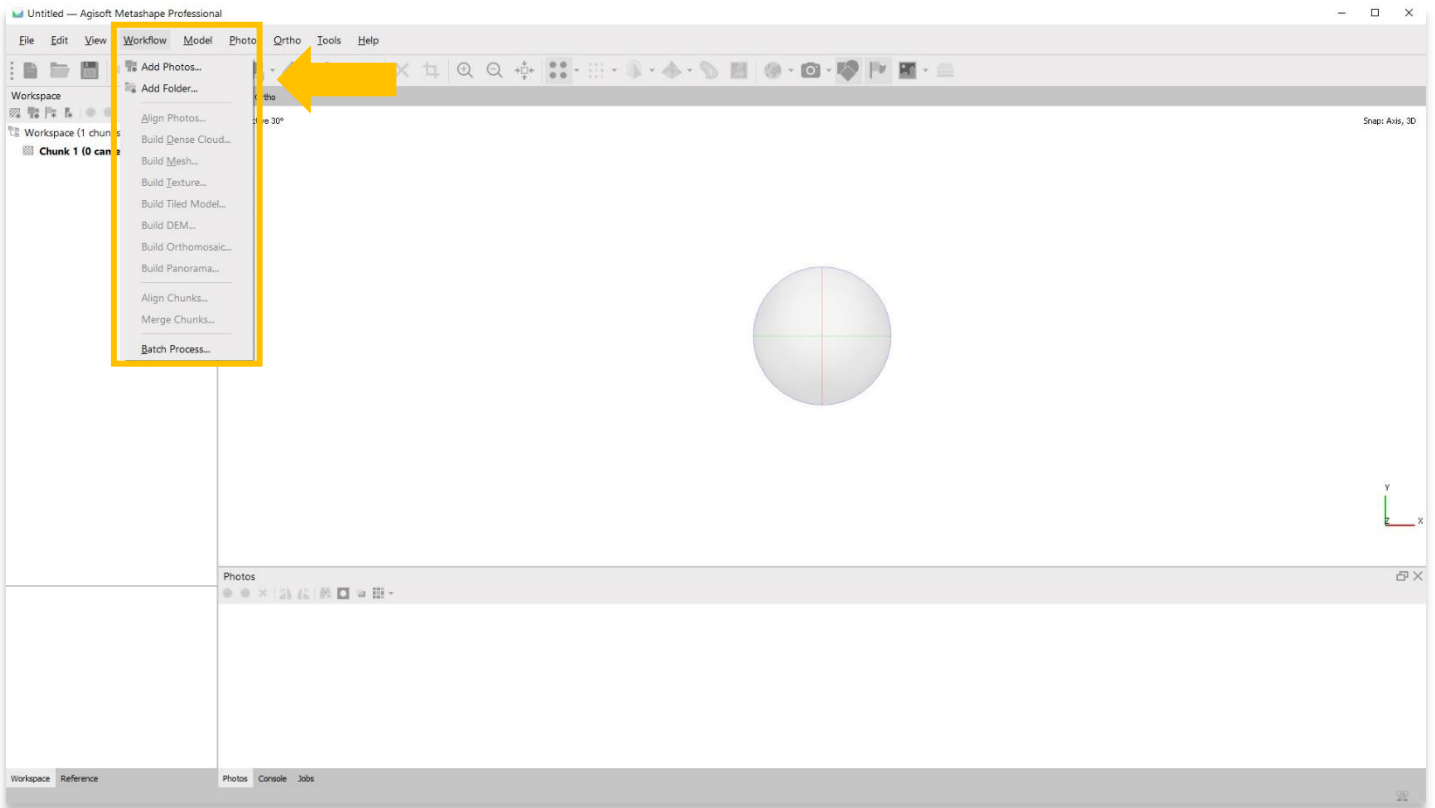 Untitled — Agisoft Metashape Professional
File Edit View Workflow Model Photo Ortho Tools Help
Add Photos...
Workspace
Add Folder...
Snap: Axis, 3D
Align Photos...
Workspace (1 chunks
Build Dense Cloud...
Chunk 1 (0 came
Build Mesh...
Build Texture...
Build Tiled Model...
Build DEM...
Build Orthomosaic...
Build Panorama...
Align Chunks...
Merge Chunks...
Batch Process...
Y
Z X
Photos
Workspace Reference Photos Console Jobs